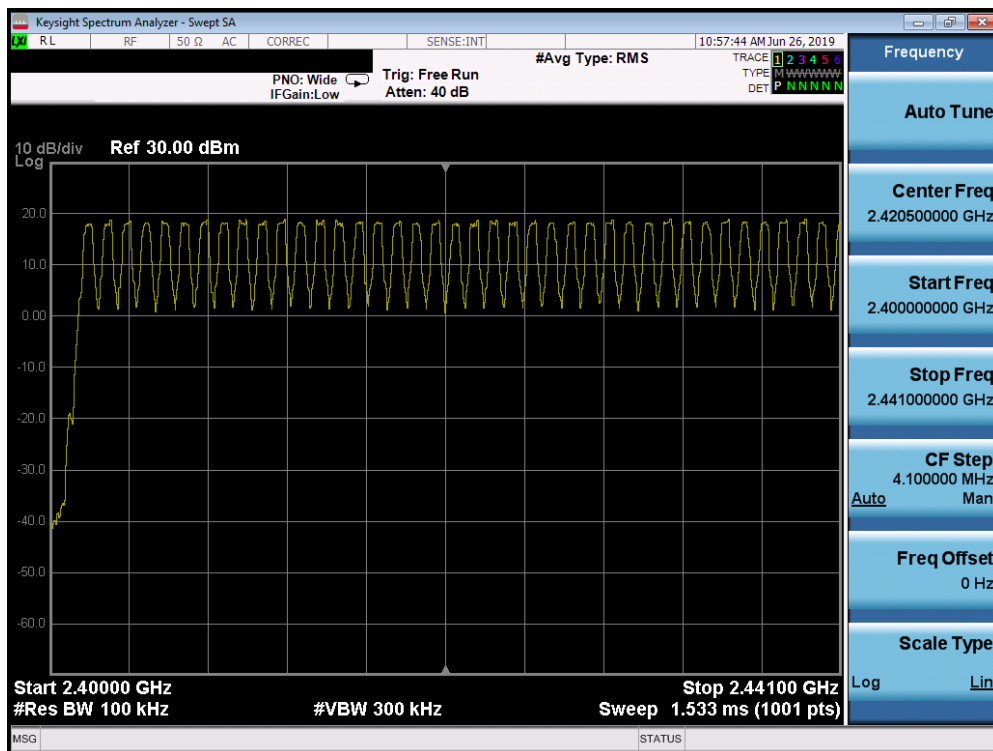 Keysight Spectrum Analyzer - Swept SA
LXI RL RF 50 Ω AC CORREC SENSE:INT 10:57:44 AM Jun 26, 2019
#Avg Type: RMS TRACE 1 2 3 4 5 6
PNO: Wide Trig: Free Run TYPE M WWWWW
IFGain:Low Atten: 40 dB DET P N N N N N
10 dB/div Ref 30.00 dBm
Log
20.0
10.0
0.00
-10.0
-20.0
-30.0
-40.0
-50.0
-60.0
Start 2.40000 GHz Stop 2.44100 GHz
#Res BW 100 kHz #VBW 300 kHz Sweep 1.533 ms (1001 pts)
MSG STATUS
Frequency
Auto Tune
Center Freq
2.420500000 GHz
Start Freq
2.400000000 GHz
Stop Freq
2.441000000 GHz
CF Step
4.100000 MHz
Auto Man
Freq Offset
0 Hz
Scale Type
Log Lin